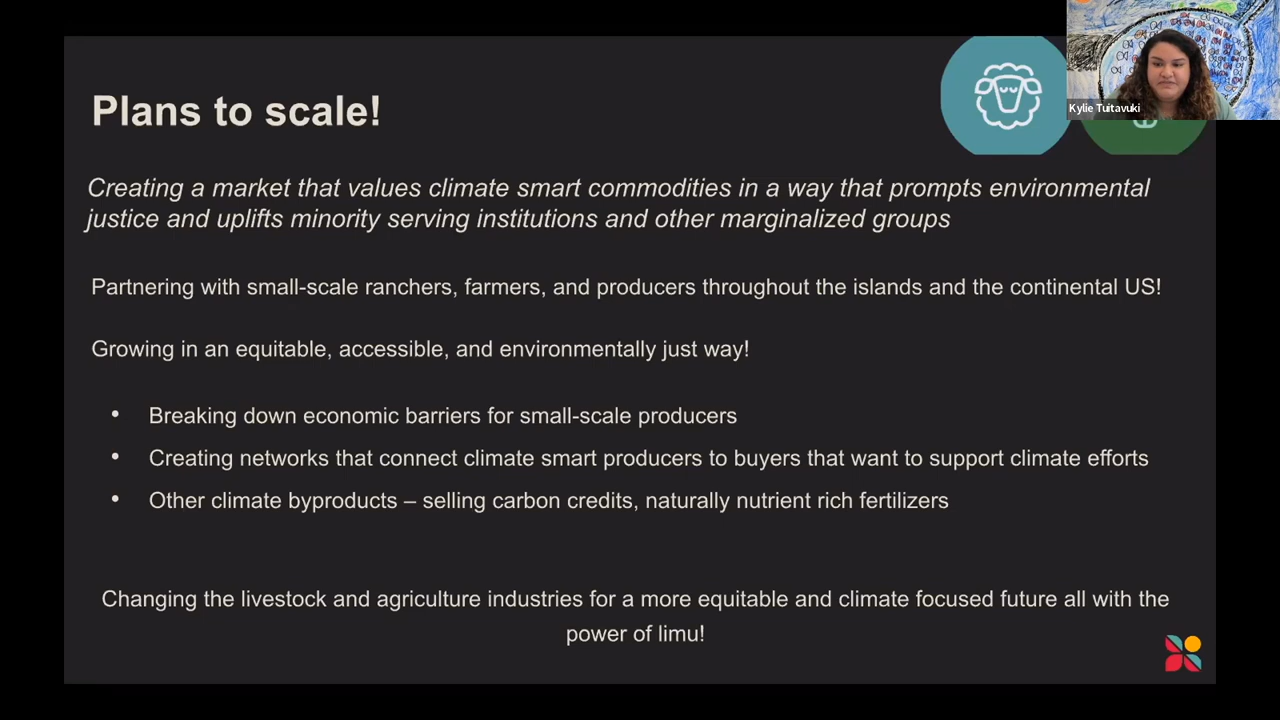 Plans to scale!
Kylie Tuitavuki
Creating a market that values climate smart commodities in a way that prompts environmental
justice and uplifts minority serving institutions and other marginalized groups
Partnering with small-scale ranchers, farmers, and producers throughout the islands and the continental US!
Growing in an equitable, accessible, and environmentally just way!
• Breaking down economic barriers for small-scale producers
• Creating networks that connect climate smart producers to buyers that want to support climate efforts
• Other climate byproducts – selling carbon credits, naturally nutrient rich fertilizers
Changing the livestock and agriculture industries for a more equitable and climate focused future all with the
power of limu!